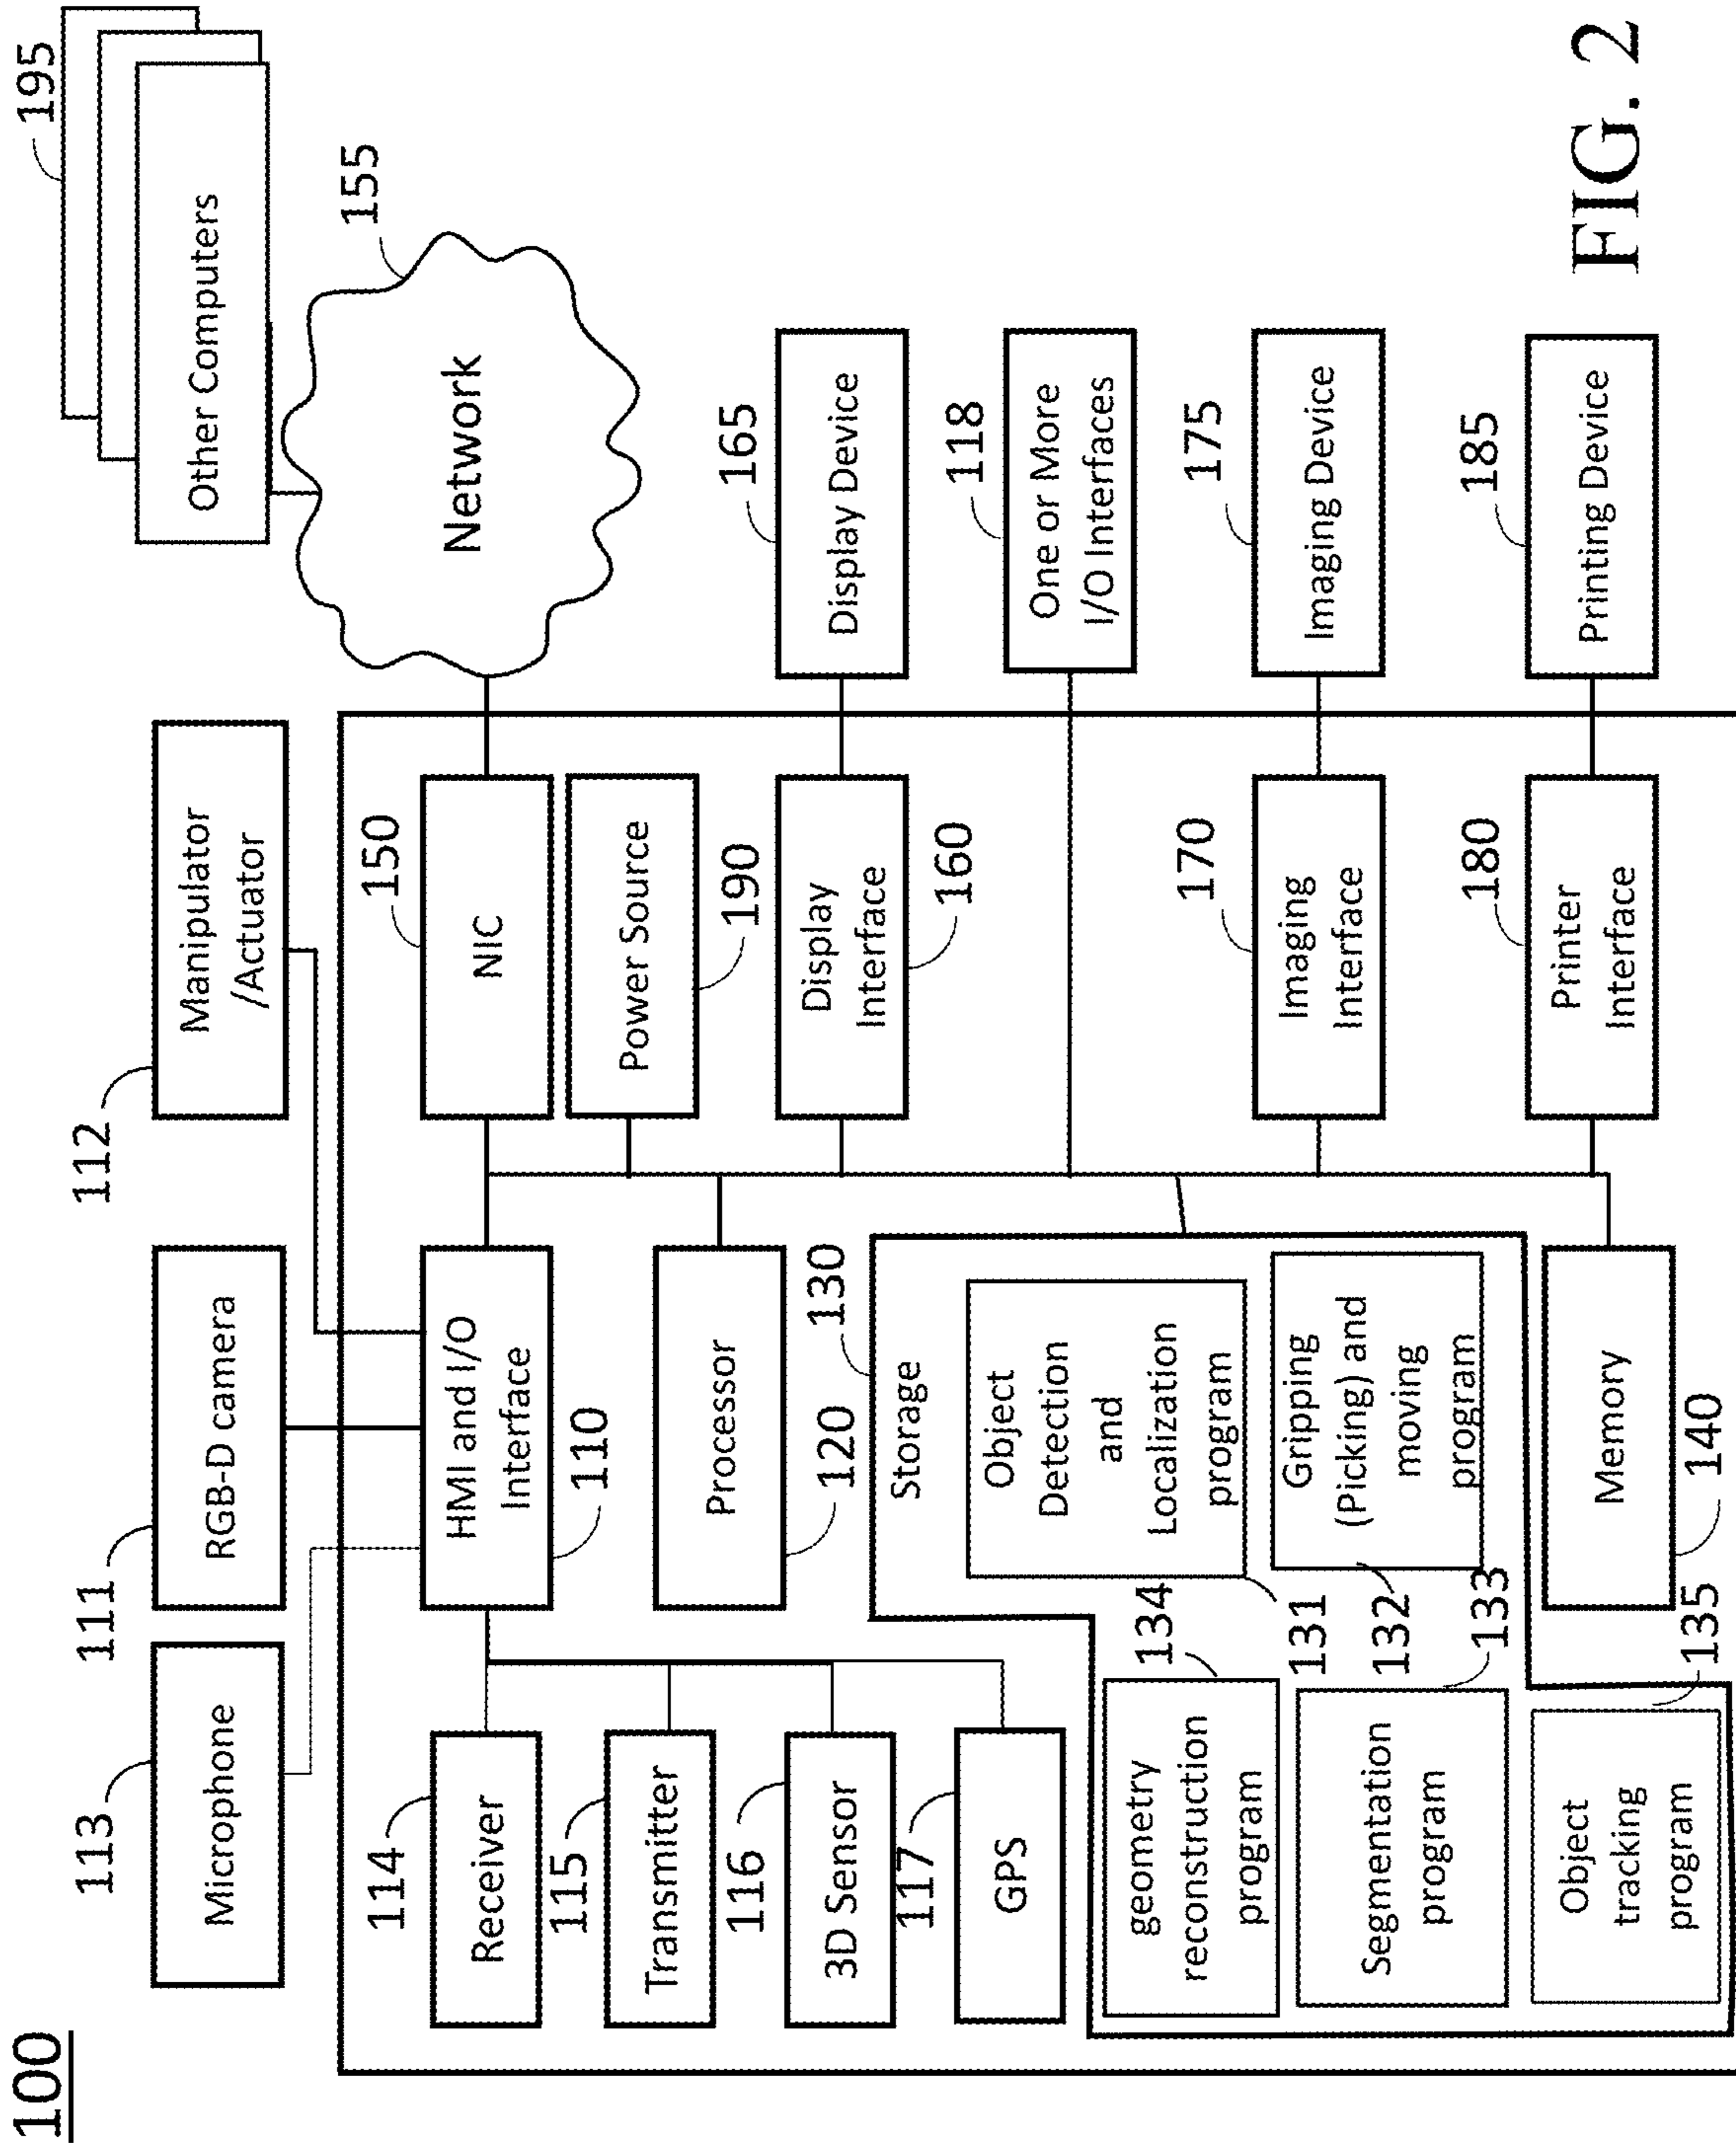 100
195
113
Microphone
111
RGB-D camera
112
Manipulator
/Actuator
Other Computers
155
Network
114
Receiver
115
Transmitter
116
3D Sensor
117
GPS
HMI and I/O
Interface
110
Processor
120
150
NIC
Power Source
190
Display
Interface
160
165
Display Device
118
One or More
I/O Interfaces
130
Storage
Object
Detection
and
Localization
program
131
Gripping
(Picking) and
moving
program
132
134
geometry
reconstruction
program
133
Segmentation
program
135
Object
tracking
program
Memory
140
170
Imaging
Interface
175
Imaging Device
180
Printer
Interface
185
Printing Device
FIG. 2